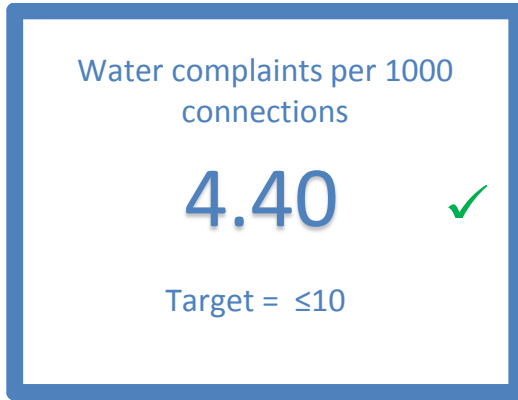 Water complaints per 1000
connections
4.40 ✓
Target = ≤10